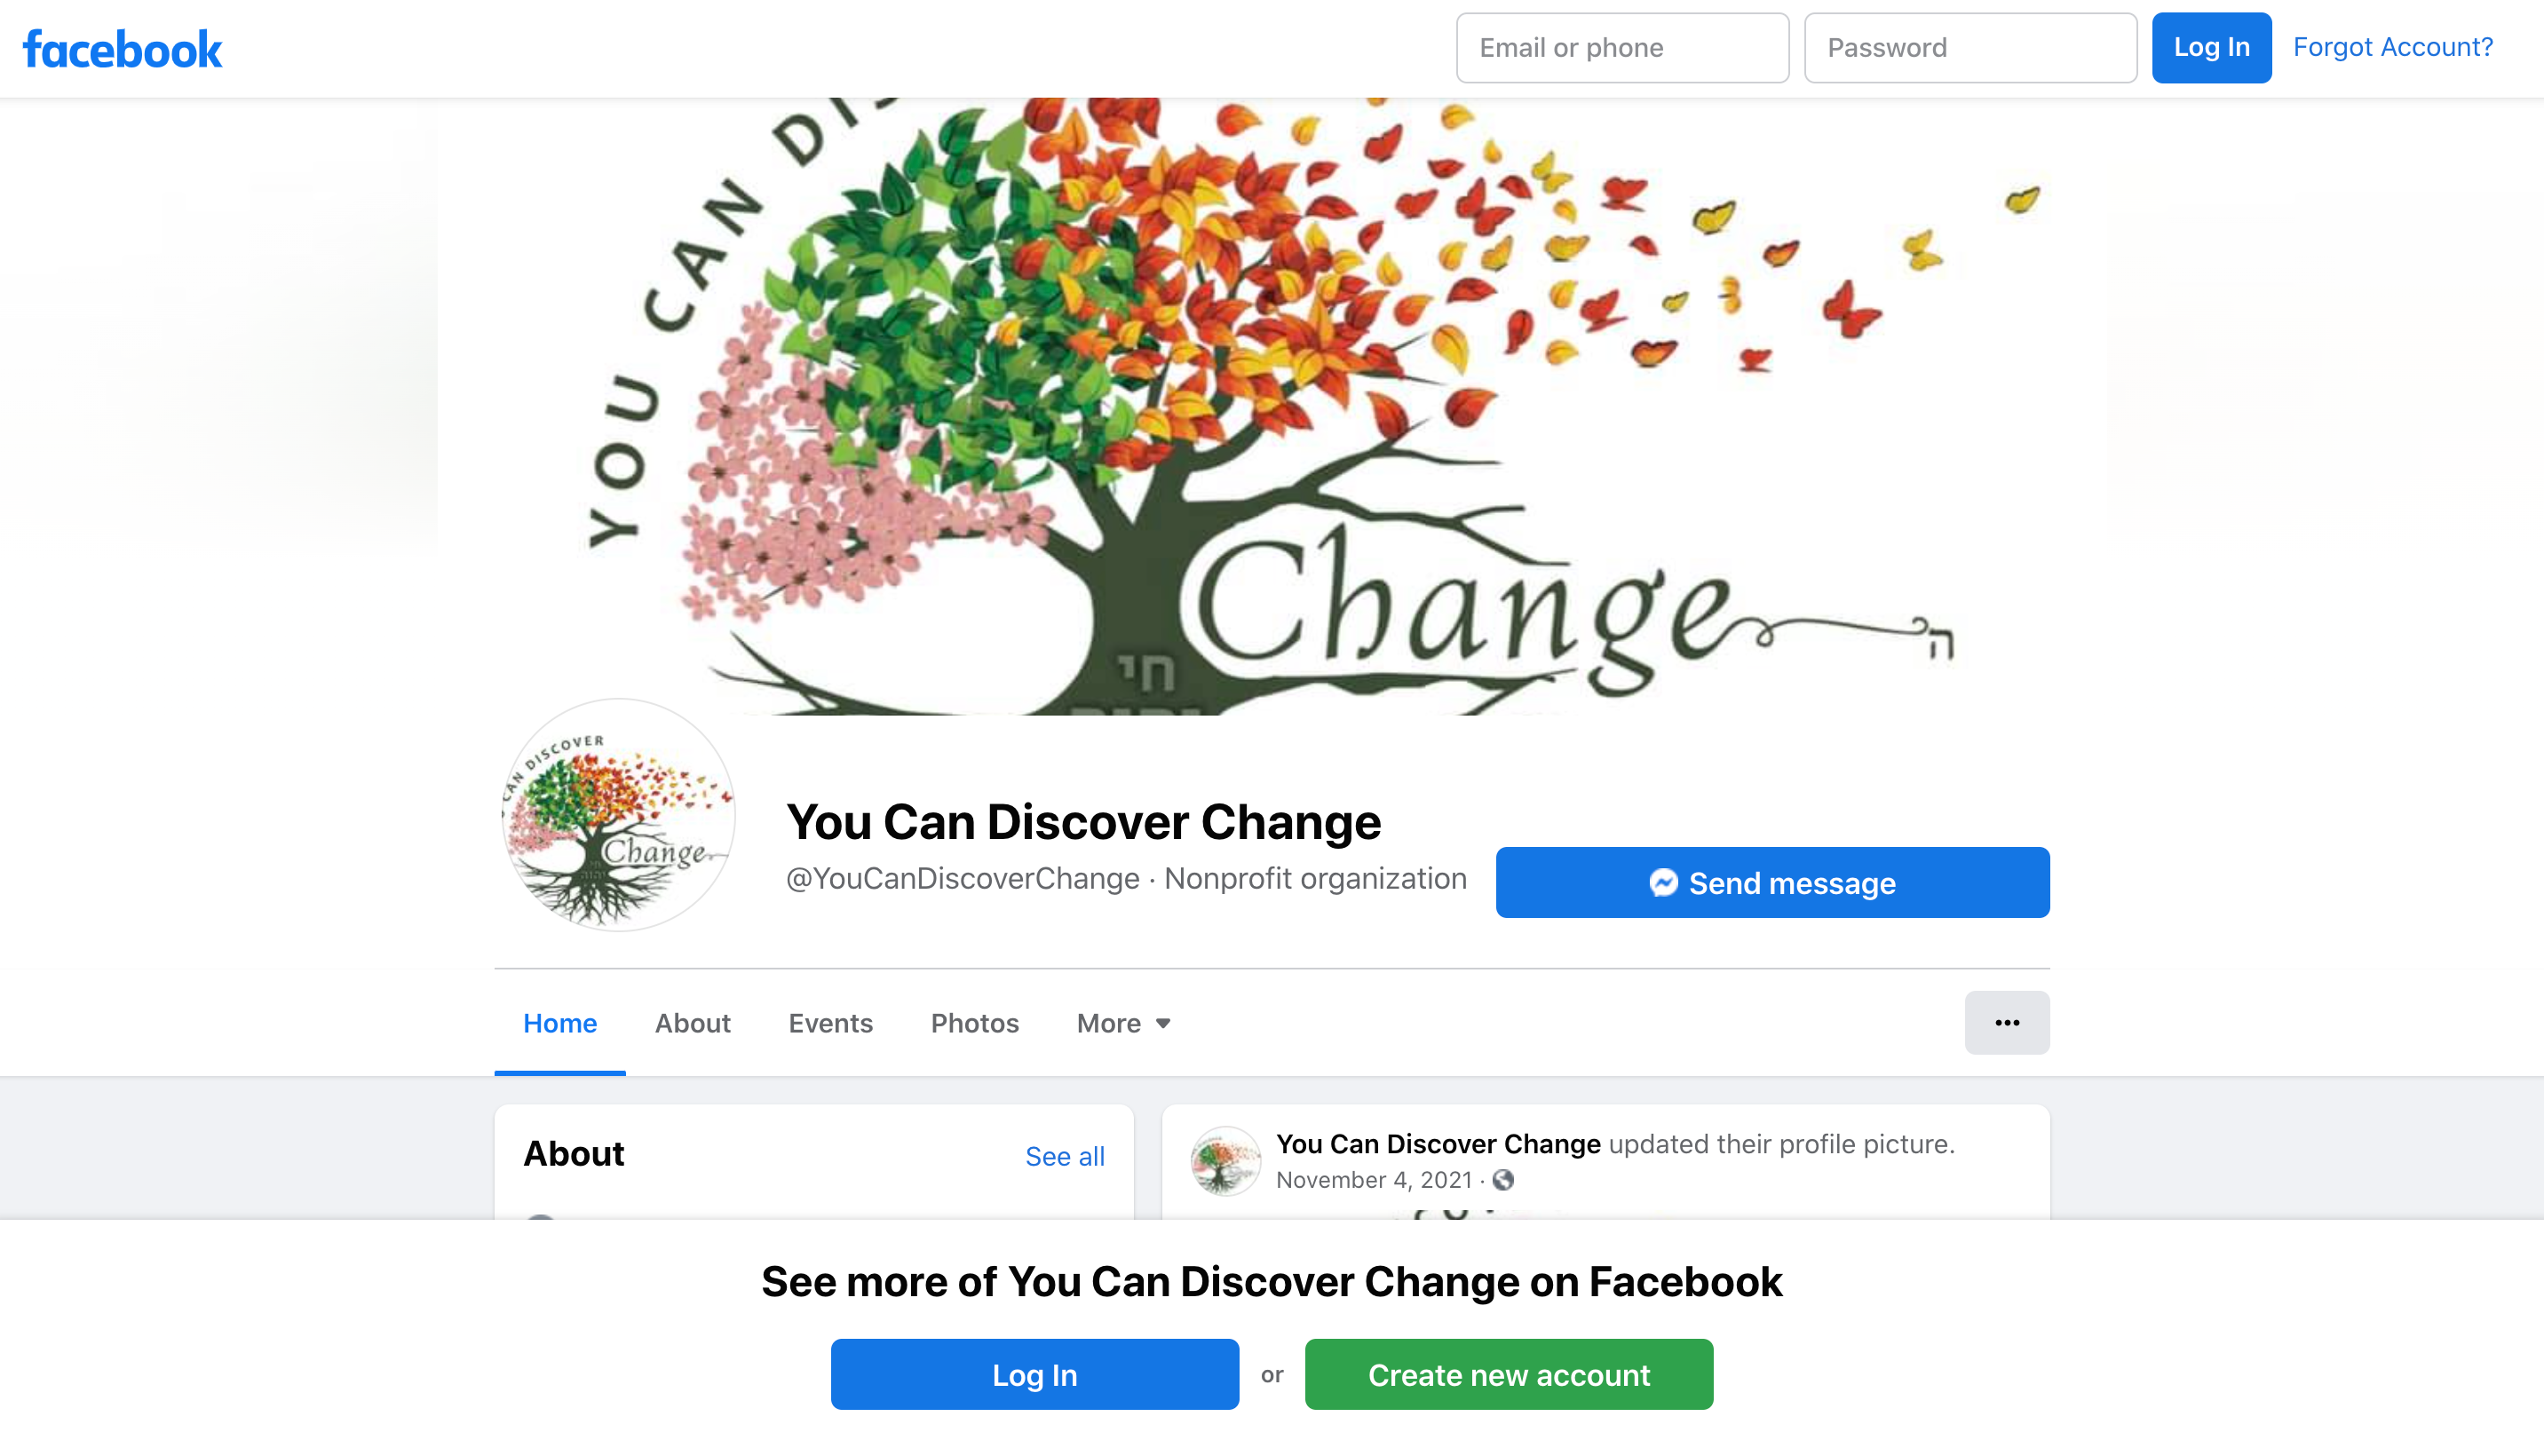 facebook
Email or phone
Password
Log In
Forgot Account?
YOU CAN
Change
ה'
חי
CAN DISCOVER
Change
You Can Discover Change
@YouCanDiscoverChange · Nonprofit organization
Send message
Home
About
Events
Photos
More
About
See all
You Can Discover Change updated their profile picture.
November 4, 2021 ·
See more of You Can Discover Change on Facebook
Log In
or
Create new account